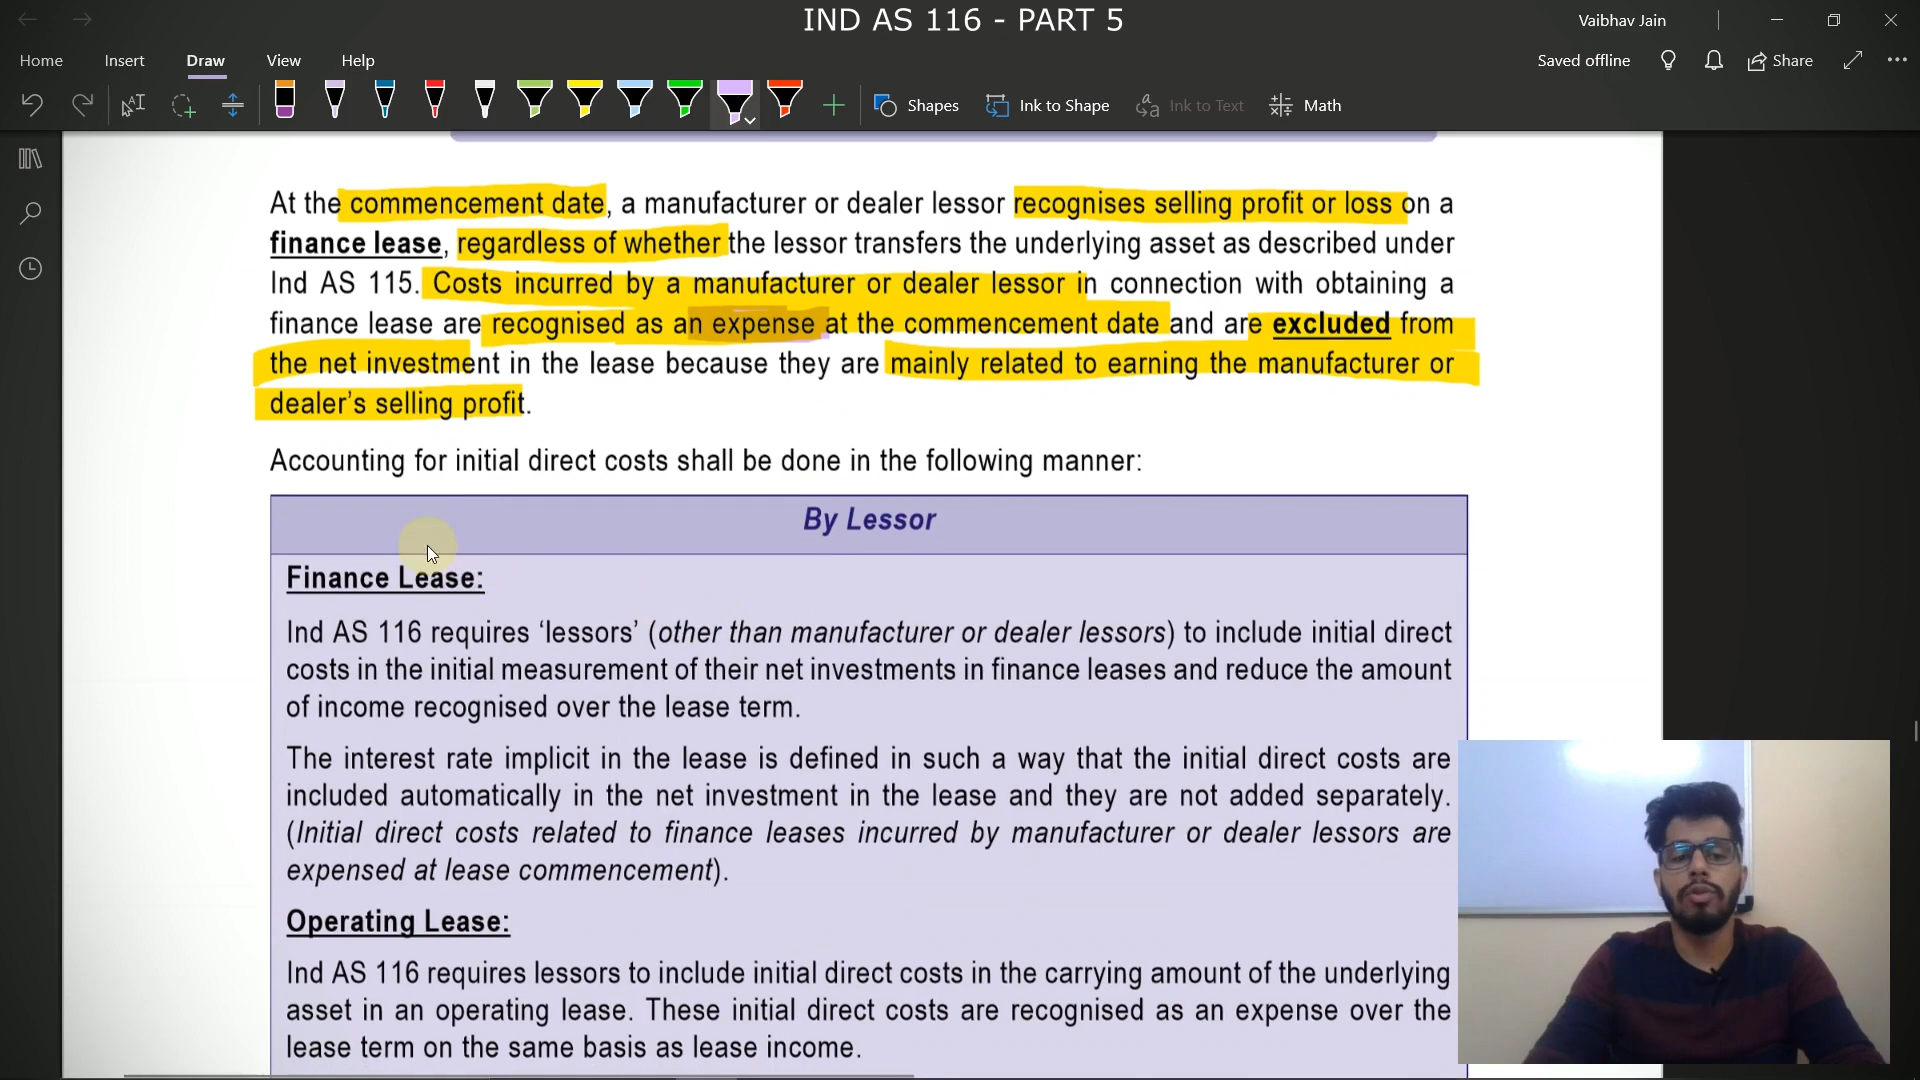 IND AS 116 - PART 5
Vaibhav Jain
Home Insert Draw View Help
Saved offline
Share
Shapes
Ink to Shape
Ink to Text
Math
At the commencement date, a manufacturer or dealer lessor recognises selling profit or loss on a
finance lease, regardless of whether the lessor transfers the underlying asset as described under
Ind AS 115. Costs incurred by a manufacturer or dealer lessor in connection with obtaining a
finance lease are recognised as an expense at the commencement date and are excluded from
the net investment in the lease because they are mainly related to earning the manufacturer or
dealer’s selling profit.
Accounting for initial direct costs shall be done in the following manner:
By Lessor
Finance Lease:
Ind AS 116 requires ‘lessors’ (other than manufacturer or dealer lessors) to include initial direct
costs in the initial measurement of their net investments in finance leases and reduce the amount
of income recognised over the lease term.
The interest rate implicit in the lease is defined in such a way that the initial direct costs are
included automatically in the net investment in the lease and they are not added separately.
(Initial direct costs related to finance leases incurred by manufacturer or dealer lessors are
expensed at lease commencement).
Operating Lease:
Ind AS 116 requires lessors to include initial direct costs in the carrying amount of the underlying
asset in an operating lease. These initial direct costs are recognised as an expense over the
lease term on the same basis as lease income.